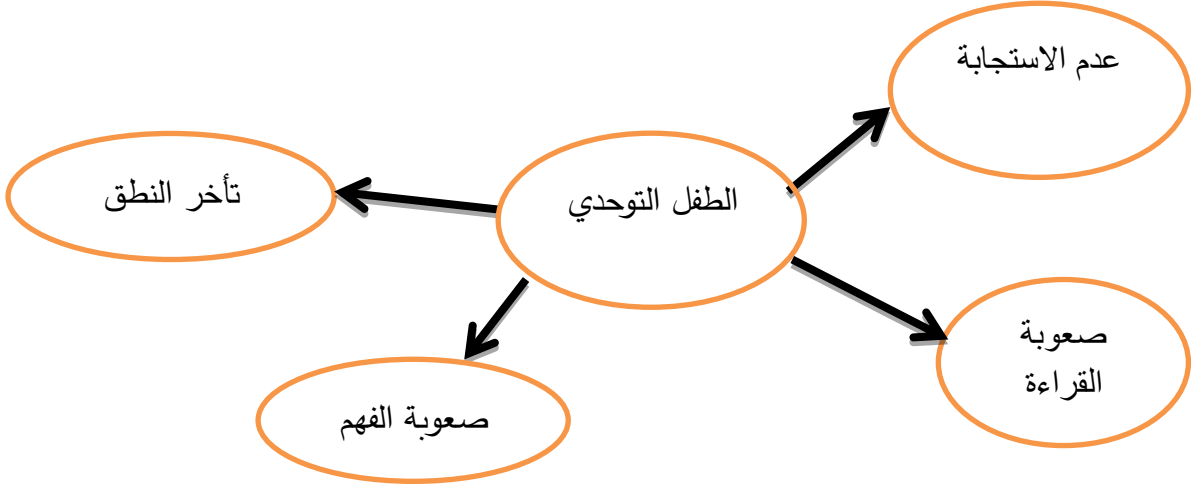 عدم الاستجابة
الطفل التوحدي
تأخر النطق
صعوبة
القراءة
صعوبة الفهم